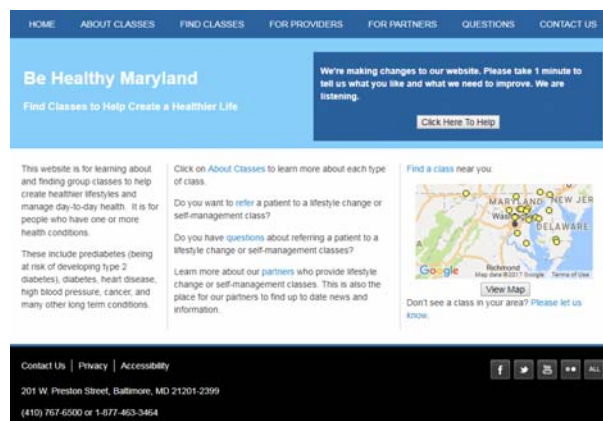 HOME ABOUT CLASSES FIND CLASSES FOR PROVIDERS FOR PARTNERS QUESTIONS CONTACT US
Be Healthy Maryland
Find Classes to Help Create a Healthier Life
We're making changes to our website. Please take 1 minute to
tell us what you like and what we need to improve. We are
listening.
Click Here To Help
This website is for learning about
and finding group classes to help
create healthier lifestyles and
manage day-to-day health. It is for
people who have one or more
health conditions.
These include prediabetes (being
at risk of developing type 2
diabetes), diabetes, heart disease,
high blood pressure, cancer, and
many other long term conditions.
Click on About Classes to learn more about each type
of class.
Do you want to refer a patient to a lifestyle change or
self-management class?
Do you have questions about referring a patient to a
lifestyle change or self-management classes?
Learn more about our partners who provide lifestyle
change or self-management classes. This is also the
place for our partners to find up to date news and
information.
Find a class near you:
MARYLAND NEW JER
Wash
DELAWARE
Richmond
Google Map data ©2017 Google Terms of Use
View Map
Don't see a class in your area? Please let us
know.
Contact Us | Privacy | Accessibility
201 W. Preston Street, Baltimore, MD 21201-2399
(410) 767-6500 or 1-877-463-3464
ALL